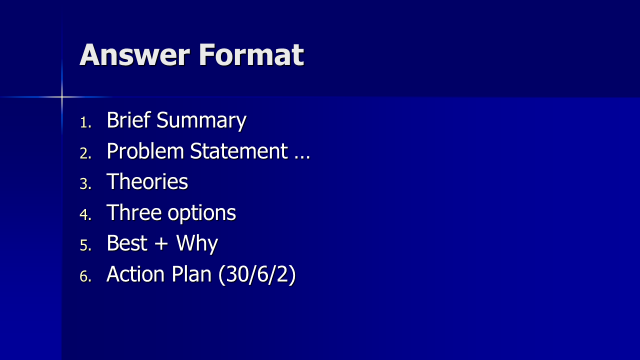 Answer Format
1. Brief Summary
2. Problem Statement …
3. Theories
4. Three options
5. Best + Why
6. Action Plan (30/6/2)